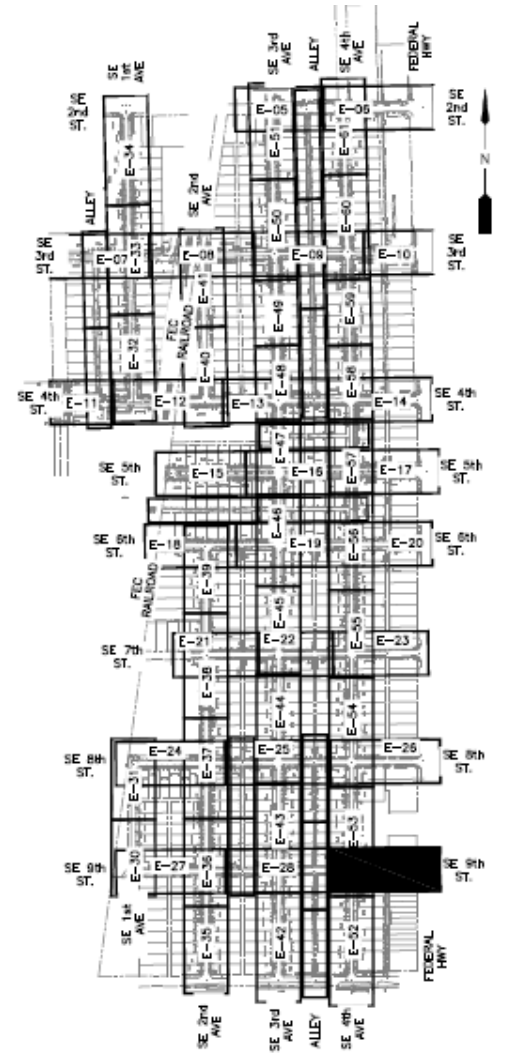 SE 1st AVE
SE 3rd AVE
ALLEY
SE 4th AVE
FEDERAL HWY
SE 2nd ST.
E-05
E-06
SE 2nd ST.
E-51
E-61
E-34
N
SE 2nd AVE
ALLEY
E-50
E-60
SE 3rd ST.
E-07
E-33
E-08
E-09
E-10
SE 3rd ST.
E-41
E-49
E-59
FEC RAILROAD
E-32
E-40
E-48
E-58
SE 4th ST.
E-11
E-12
E-13
E-14
SE 4th ST.
E-47
SE 5th ST.
E-15
E-16
E-57
E-17
SE 5th ST.
E-46
SE 6th ST.
E-18
E-19
E-56
E-20
SE 6th ST.
FEC RAILROAD
E-39
E-45
E-55
SE 7th ST.
E-21
E-22
E-23
E-38
E-44
E-54
SE 8th ST.
E-24
E-37
E-25
E-26
SE 8th ST.
E-31
E-43
E-53
SE 9th ST.
E-30
E-27
E-36
E-28
SE 9th ST.
SE 1st AVE
E-35
E-42
E-52
FEDERAL HWY
SE 2nd AVE
SE 3rd AVE
ALLEY
SE 4th AVE